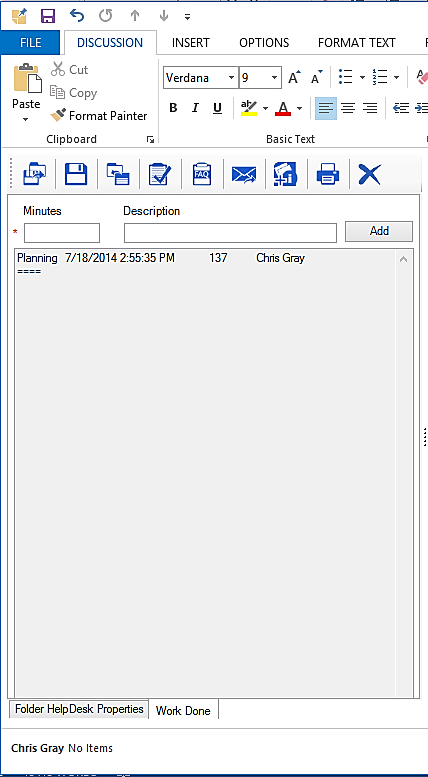 FILE DISCUSSION INSERT OPTIONS FORMAT TEXT
Cut
Copy
Paste
Format Painter
Verdana 9 A A
B I U ab A
Clipboard Basic Text
FAQ
Minutes Description
* Add
Planning 7/18/2014 2:55:35 PM 137 Chris Gray
====
Folder HelpDesk Properties Work Done
Chris Gray No Items